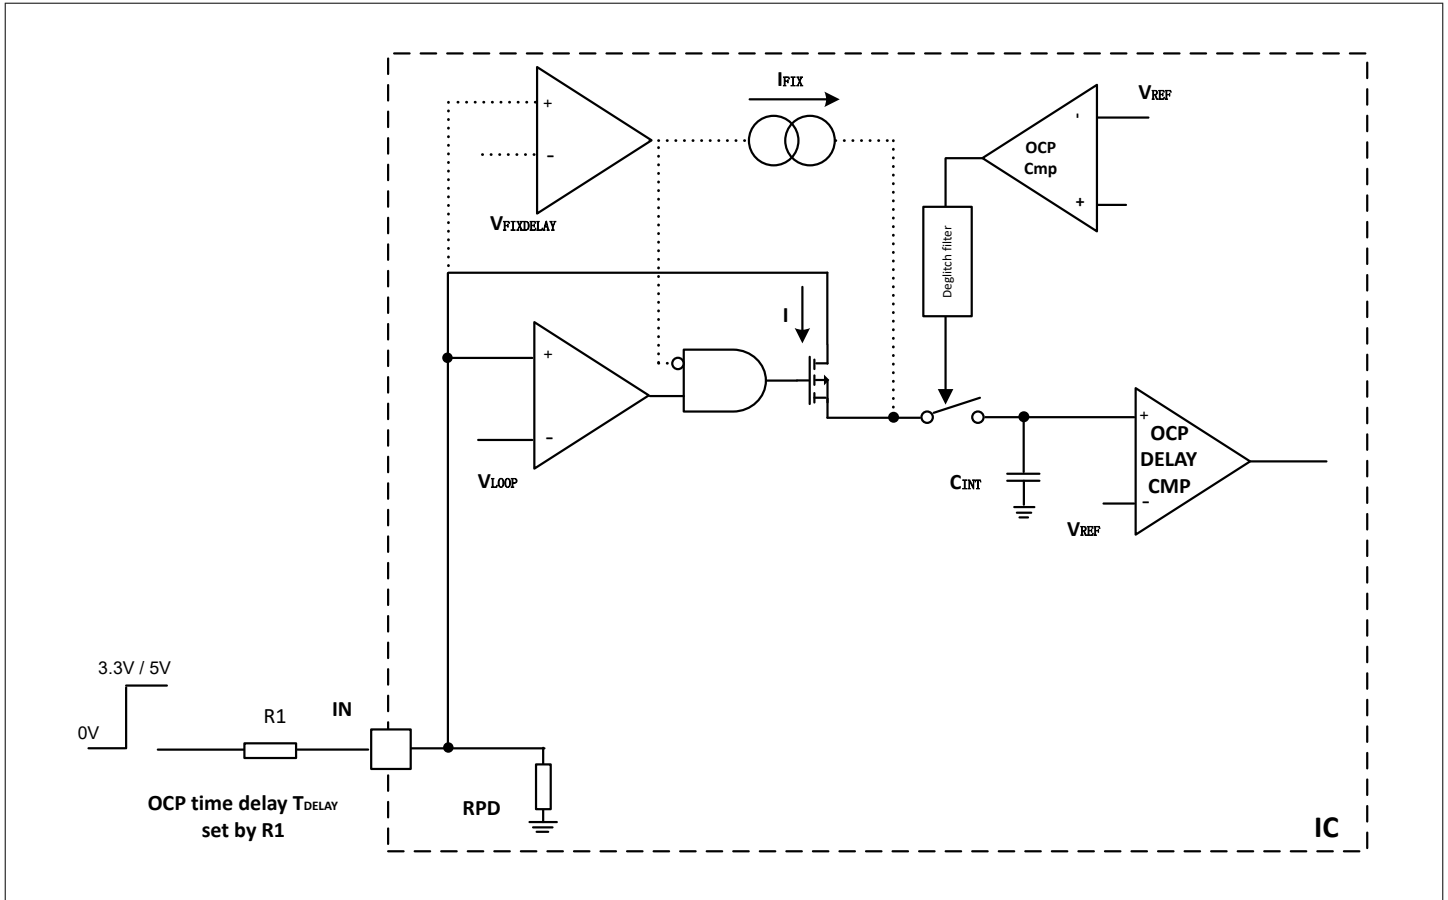 IFIX
VREF
+
-
-
OCP
Cmp
+
VFIXDELAY
Deglitch filter
I
+
-
VLOOP
+
OCP
DELAY
CMP
-
CINT
VREF
3.3V / 5V
0V
R1
IN
OCP time delay TDELAY
set by R1
RPD
IC